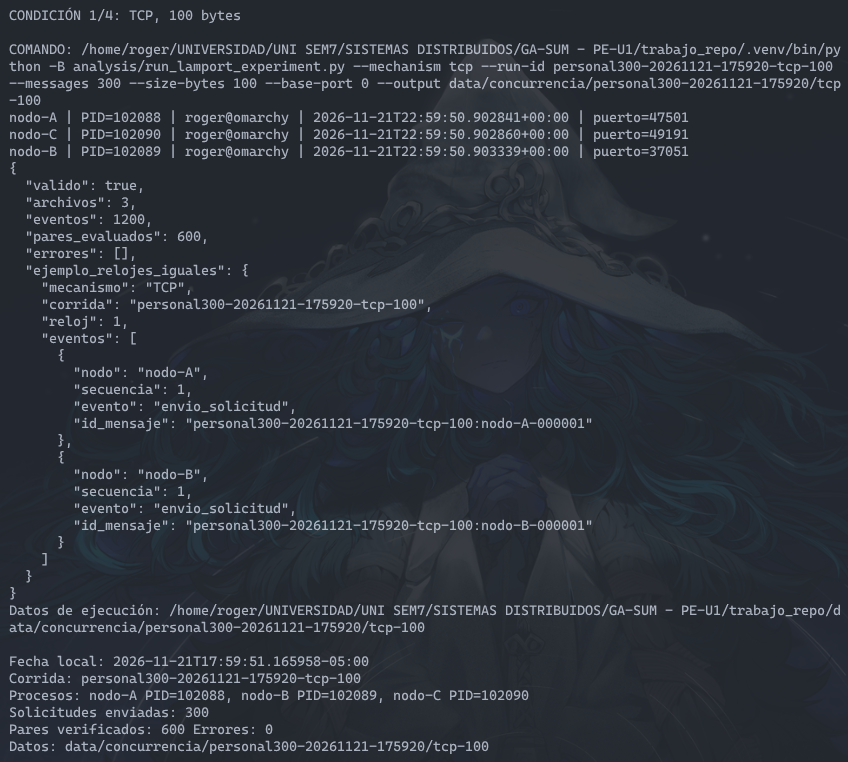 CONDICIÓN 1/4: TCP, 100 bytes

COMANDO: /home/roger/UNIVERSIDAD/UNI SEM7/SISTEMAS DISTRIBUIDOS/GA-SUM - PE-U1/trabajo_repo/.venv/bin/py
thon -B analysis/run_lamport_experiment.py --mechanism tcp --run-id personal300-20261121-175920-tcp-100
--messages 300 --size-bytes 100 --base-port 0 --output data/concurrencia/personal300-20261121-175920/tcp
-100
nodo-A | PID=102088 | roger@omarchy | 2026-11-21T22:59:50.902841+00:00 | puerto=47501
nodo-C | PID=102090 | roger@omarchy | 2026-11-21T22:59:50.902860+00:00 | puerto=49191
nodo-B | PID=102089 | roger@omarchy | 2026-11-21T22:59:50.903339+00:00 | puerto=37051
{
  "valido": true,
  "archivos": 3,
  "eventos": 1200,
  "pares_evaluados": 600,
  "errores": [],
  "ejemplo_relojes_iguales": {
    "mecanismo": "TCP",
    "corrida": "personal300-20261121-175920-tcp-100",
    "reloj": 1,
    "eventos": [
      {
        "nodo": "nodo-A",
        "secuencia": 1,
        "evento": "envio_solicitud",
        "id_mensaje": "personal300-20261121-175920-tcp-100:nodo-A-000001"
      },
      {
        "nodo": "nodo-B",
        "secuencia": 1,
        "evento": "envio_solicitud",
        "id_mensaje": "personal300-20261121-175920-tcp-100:nodo-B-000001"
      }
    ]
  }
}
Datos de ejecución: /home/roger/UNIVERSIDAD/UNI SEM7/SISTEMAS DISTRIBUIDOS/GA-SUM - PE-U1/trabajo_repo/d
ata/concurrencia/personal300-20261121-175920/tcp-100

Fecha local: 2026-11-21T17:59:51.165958-05:00
Corrida: personal300-20261121-175920-tcp-100
Procesos: nodo-A PID=102088, nodo-B PID=102089, nodo-C PID=102090
Solicitudes enviadas: 300
Pares verificados: 600 Errores: 0
Datos: data/concurrencia/personal300-20261121-175920/tcp-100